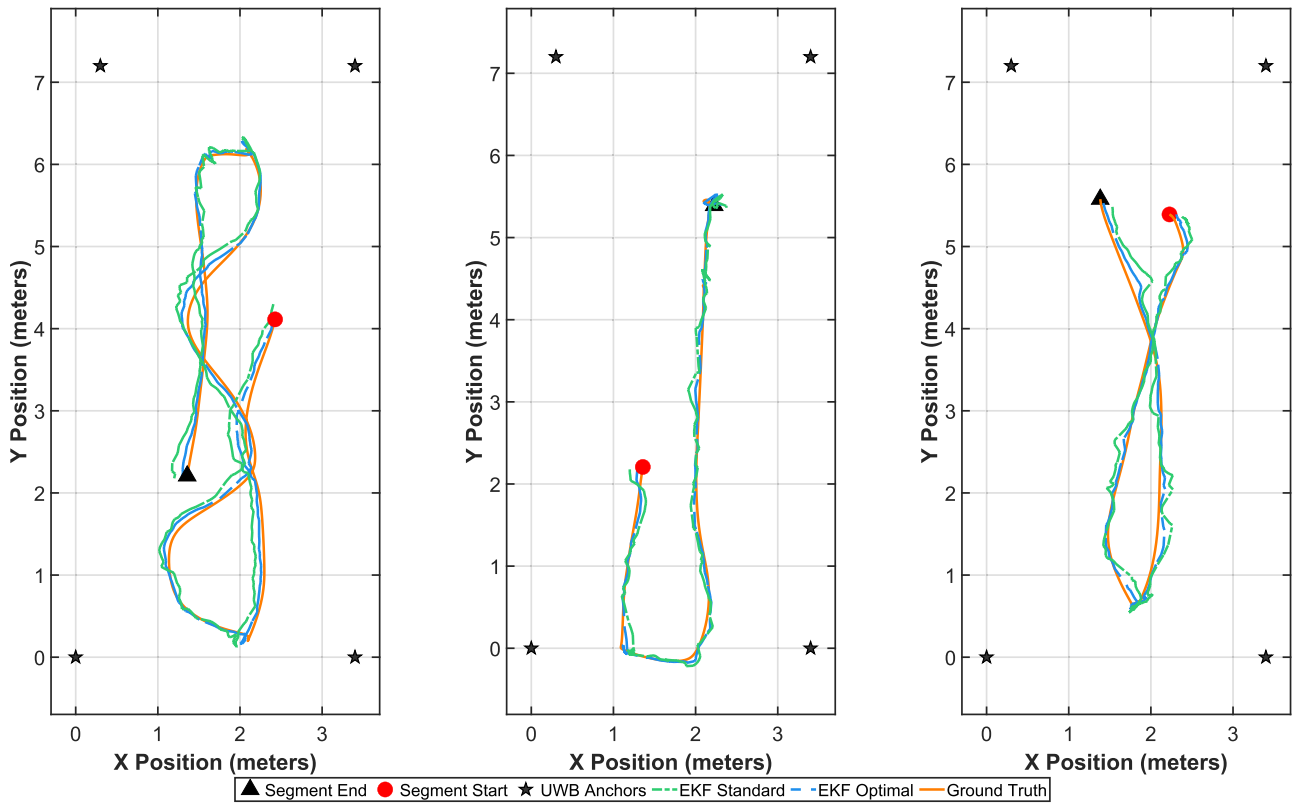 7
6
5
4
3
2
1
0
0 1 2 3
Y Position (meters)
X Position (meters)
7
6
5
4
3
2
1
0
0 1 2 3
Y Position (meters)
X Position (meters)
7
6
5
4
3
2
1
0
0 1 2 3
Y Position (meters)
X Position (meters)
Segment End Segment Start UWB Anchors EKF Standard EKF Optimal Ground Truth